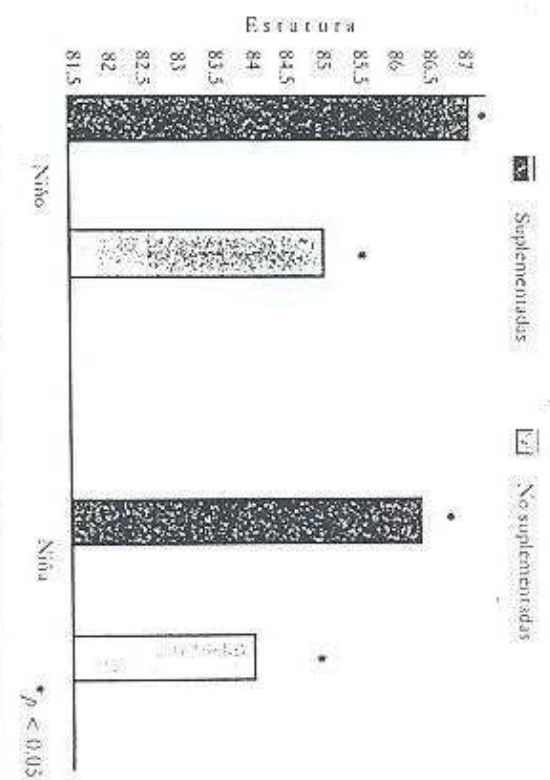 Suplementadas
No suplementadas
Estatura
87
86.5
86
85.5
85
84.5
84
83.5
83
82.5
82
81.5
Niño
Niña
*p < 0.05